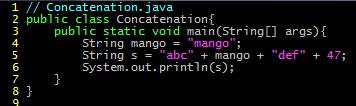 1 // Concatenation.java
2 public class Concatenation{
3     public static void main(String[] args){
4         String mango = "mango";
5         String s = "abc" + mango + "def" + 47;
6         System.out.println(s);
7     }
8 }
9